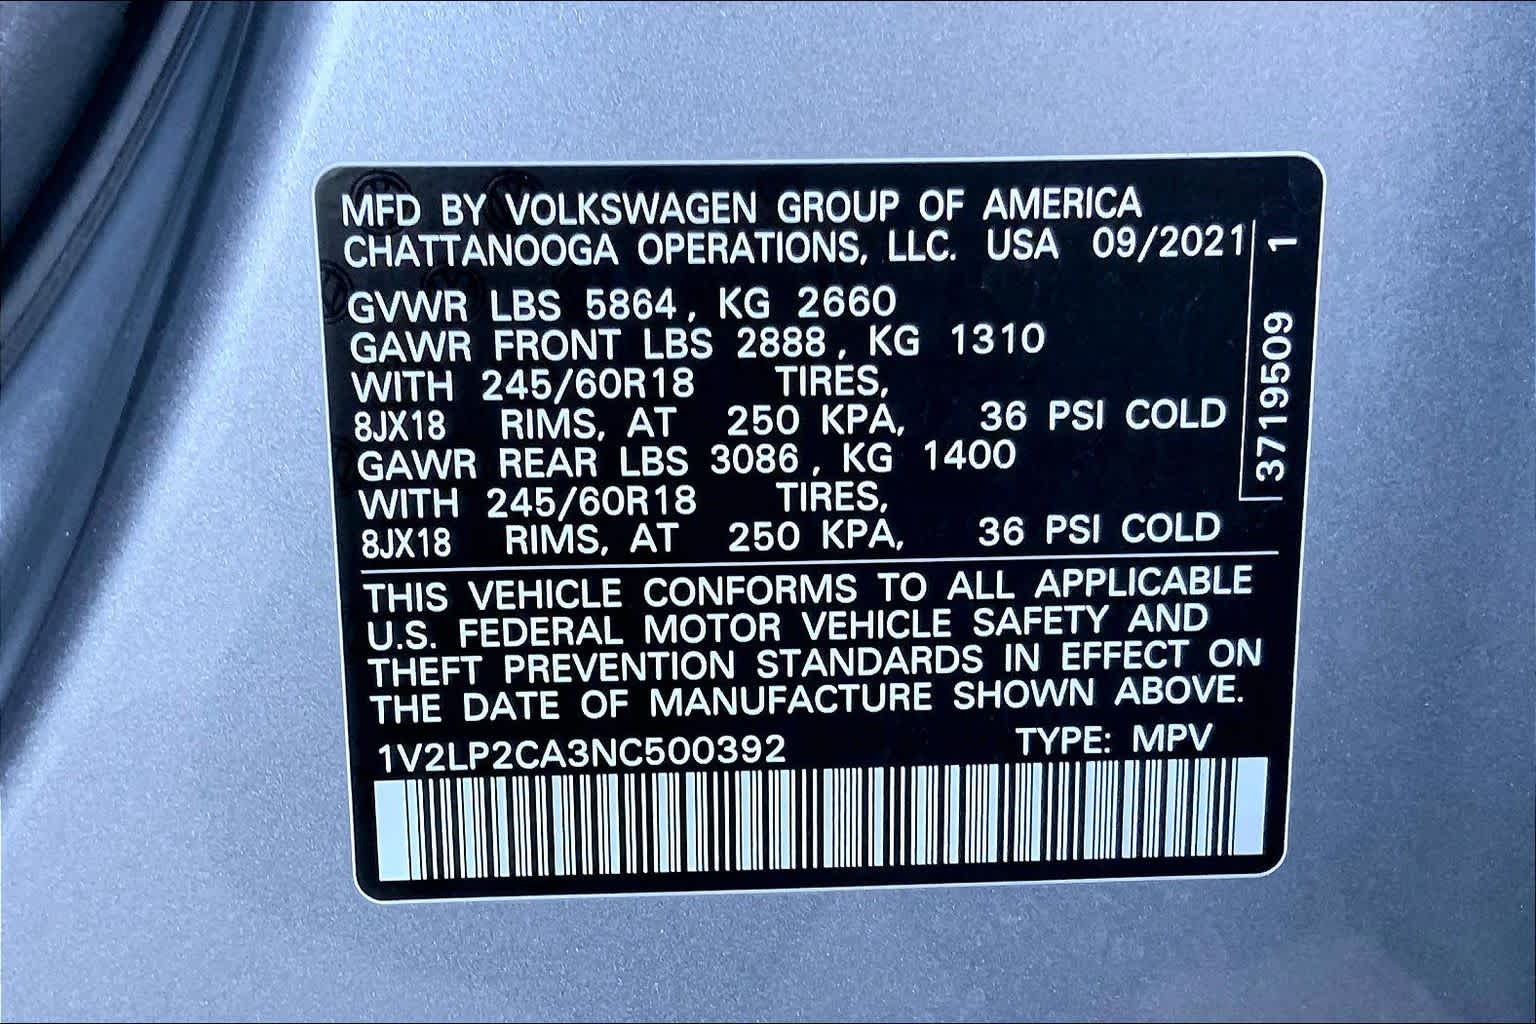 MFD BY VOLKSWAGEN GROUP OF AMERICA
CHATTANOOGA OPERATIONS, LLC. USA 09/2021
GVWR LBS 5864, KG 2660
GAWR FRONT LBS 2888, KG 1310
WITH 245/60R18 TIRES,
8JX18 RIMS, AT 250 KPA, 36 PSI COLD
GAWR REAR LBS 3086, KG 1400
WITH 245/60R18 TIRES,
8JX18 RIMS, AT 250 KPA, 36 PSI COLD
THIS VEHICLE CONFORMS TO ALL APPLICABLE
U.S. FEDERAL MOTOR VEHICLE SAFETY AND
THEFT PREVENTION STANDARDS IN EFFECT ON
THE DATE OF MANUFACTURE SHOWN ABOVE.
1V2LP2CA3NC500392 TYPE: MPV
3719509 1